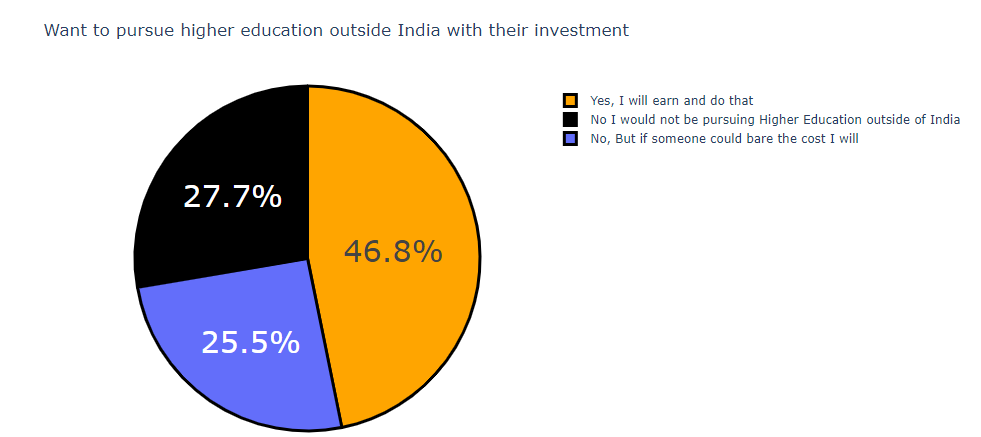 Want to pursue higher education outside India with their investment
Yes, I will earn and do that
No I would not be pursuing Higher Education outside of India
No, But if someone could bare the cost I will
27.7%
46.8%
25.5%